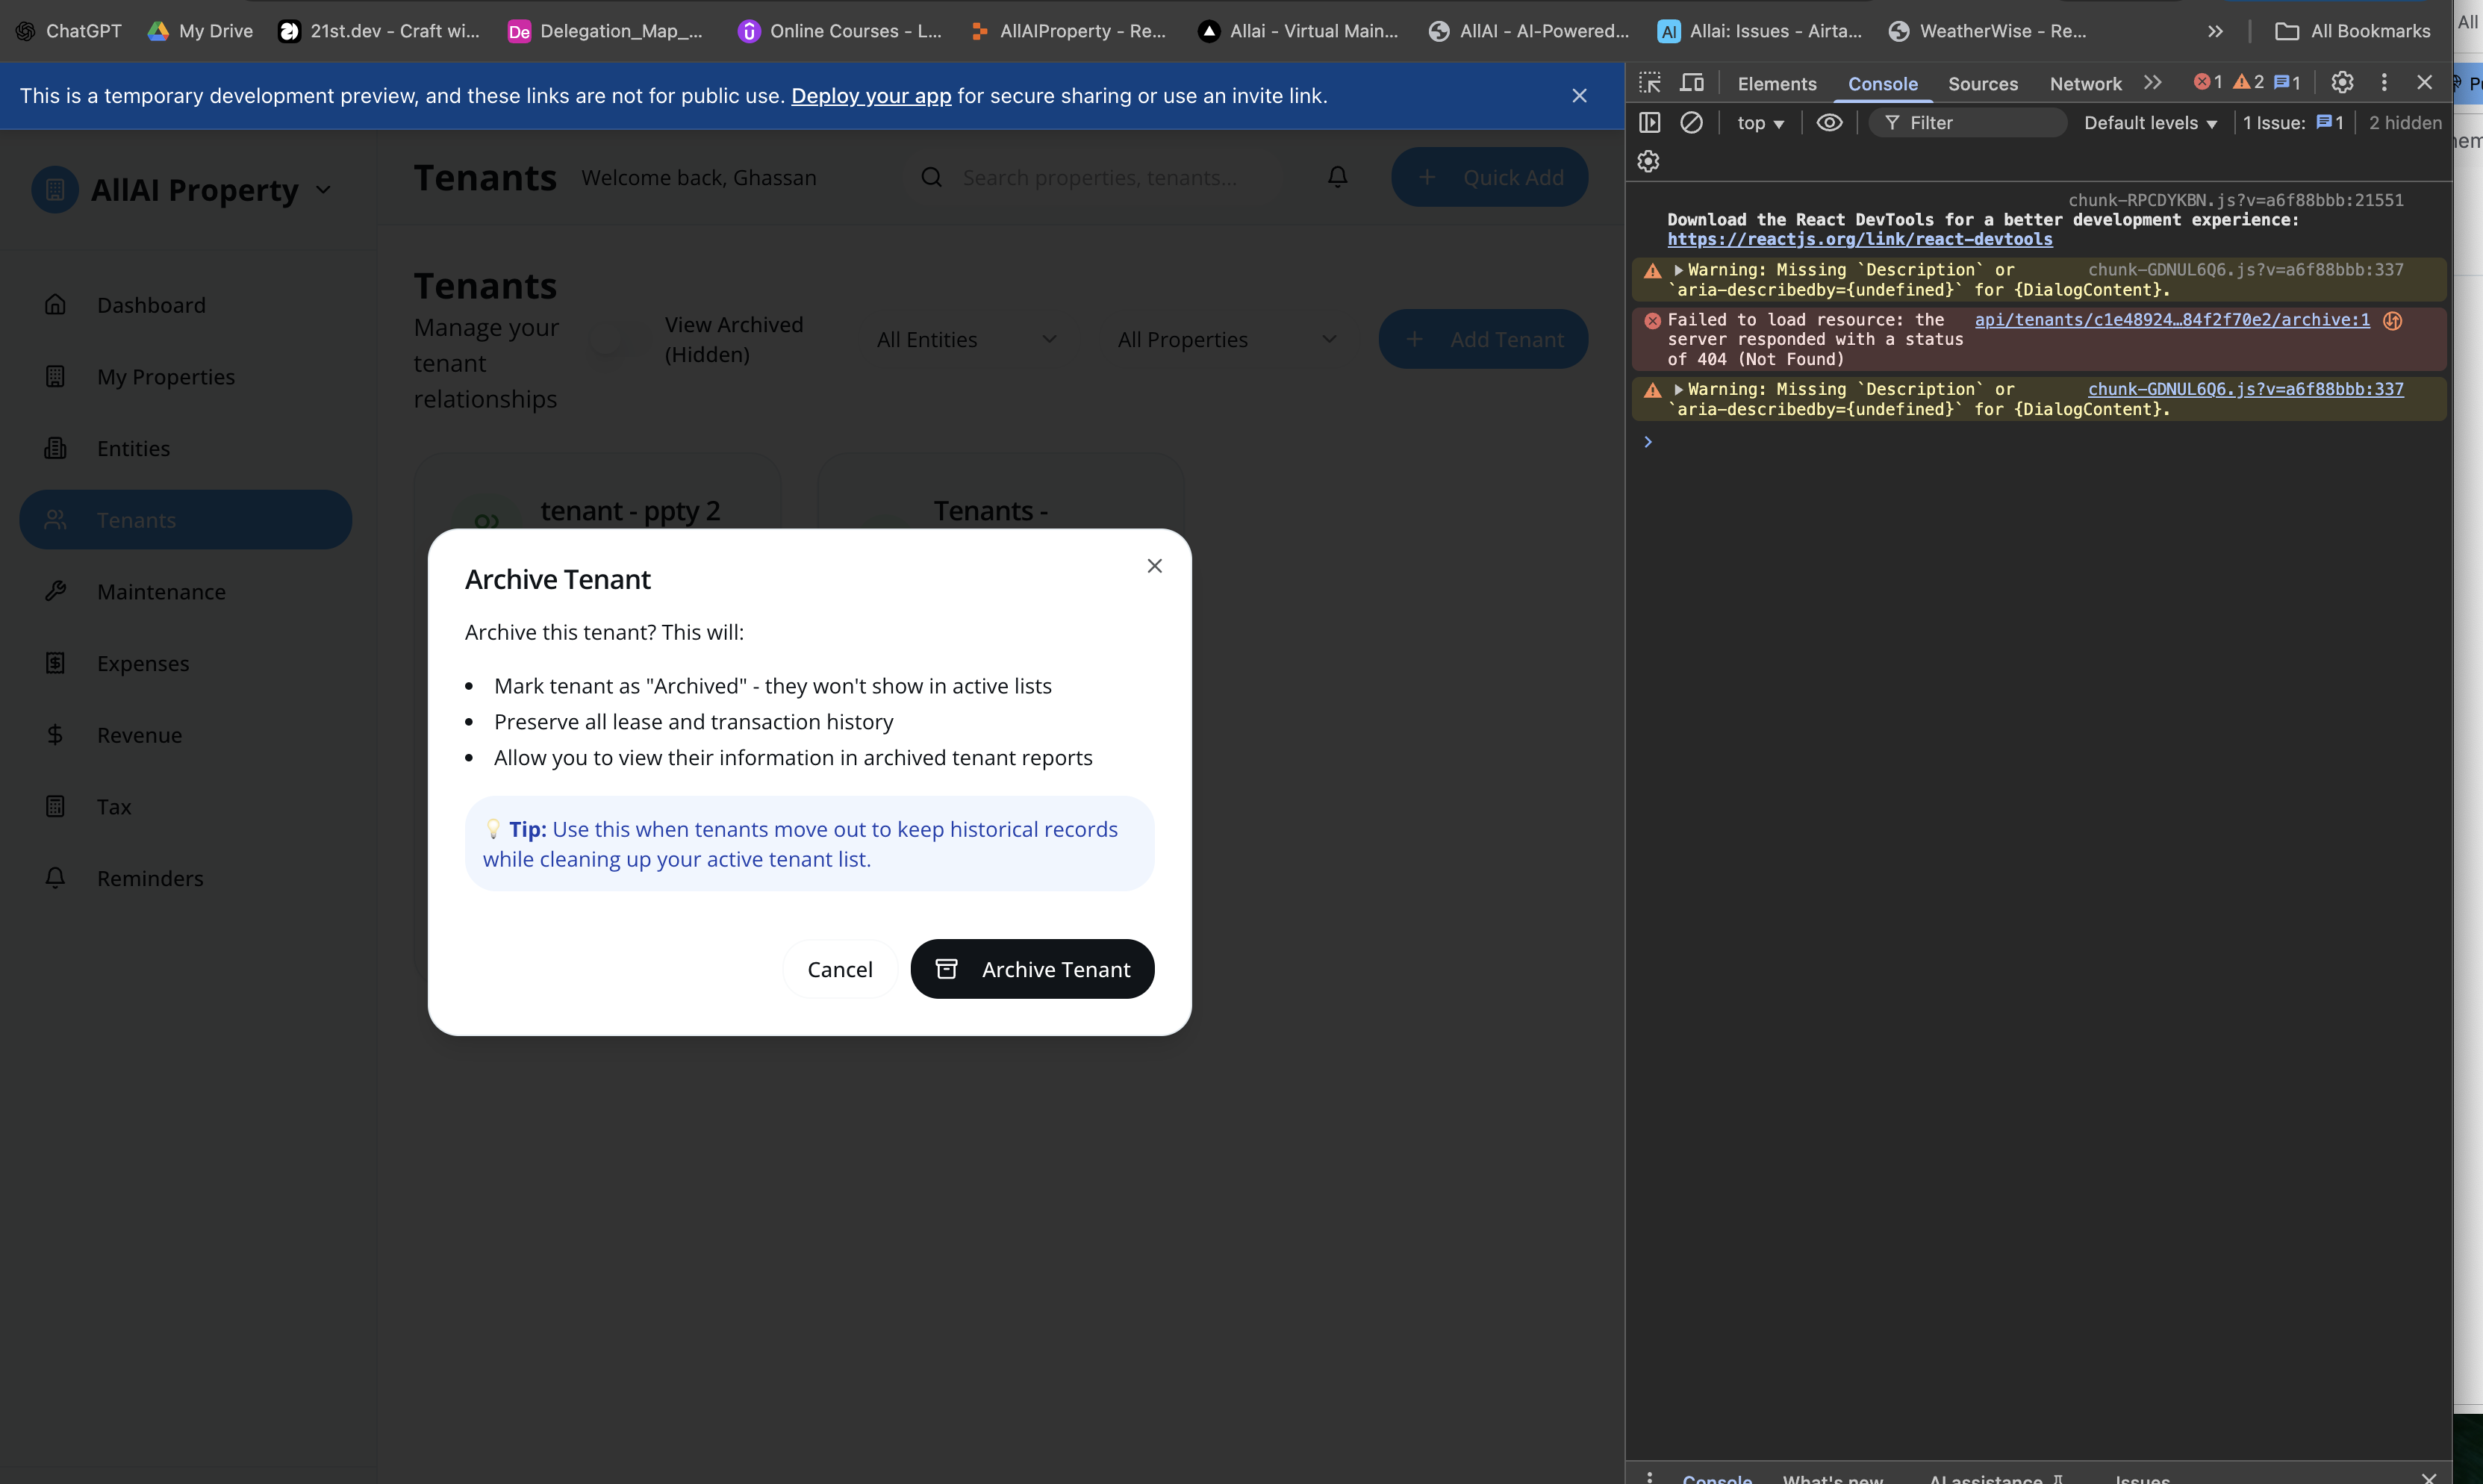 ChatGPT
My Drive
21st.dev - Craft wi...
De
Delegation_Map_...
Online Courses - L...
AllAIProperty - Re...
Allai - Virtual Main...
AllAI - AI-Powered...
AI
Allai: Issues - Airta...
WeatherWise - Re...
All Bookmarks
All
This is a temporary development preview, and these links are not for public use. Deploy your app for secure sharing or use an invite link.
AllAI Property
Dashboard
My Properties
Entities
Tenants
Maintenance
Expenses
Revenue
Tax
Reminders
Tenants
Welcome back, Ghassan
Search properties, tenants...
Quick Add
Tenants
Manage your
tenant
relationships
View Archived
(Hidden)
All Entities
All Properties
Add Tenant
tenant - ppty 2
Tenants -
Archive Tenant
Archive this tenant? This will:
Mark tenant as "Archived" - they won't show in active lists
Preserve all lease and transaction history
Allow you to view their information in archived tenant reports
💡 Tip: Use this when tenants move out to keep historical records
while cleaning up your active tenant list.
Cancel
Archive Tenant
Elements
Console
Sources
Network
1
2
1
top
Filter
Default levels
1 Issue:
1
2 hidden
chunk-RPCDYKBN.js?v=a6f88bbb:21551
Download the React DevTools for a better development experience:
https://reactjs.org/link/react-devtools
Warning: Missing `Description` or chunk-GDNUL6Q6.js?v=a6f88bbb:337
`aria-describedby={undefined}` for {DialogContent}.
Failed to load resource: the api/tenants/c1e48924…84f2f70e2/archive:1
server responded with a status
of 404 (Not Found)
Warning: Missing `Description` or chunk-GDNUL6Q6.js?v=a6f88bbb:337
`aria-describedby={undefined}` for {DialogContent}.
Console
What's new
AI assistance
Issues